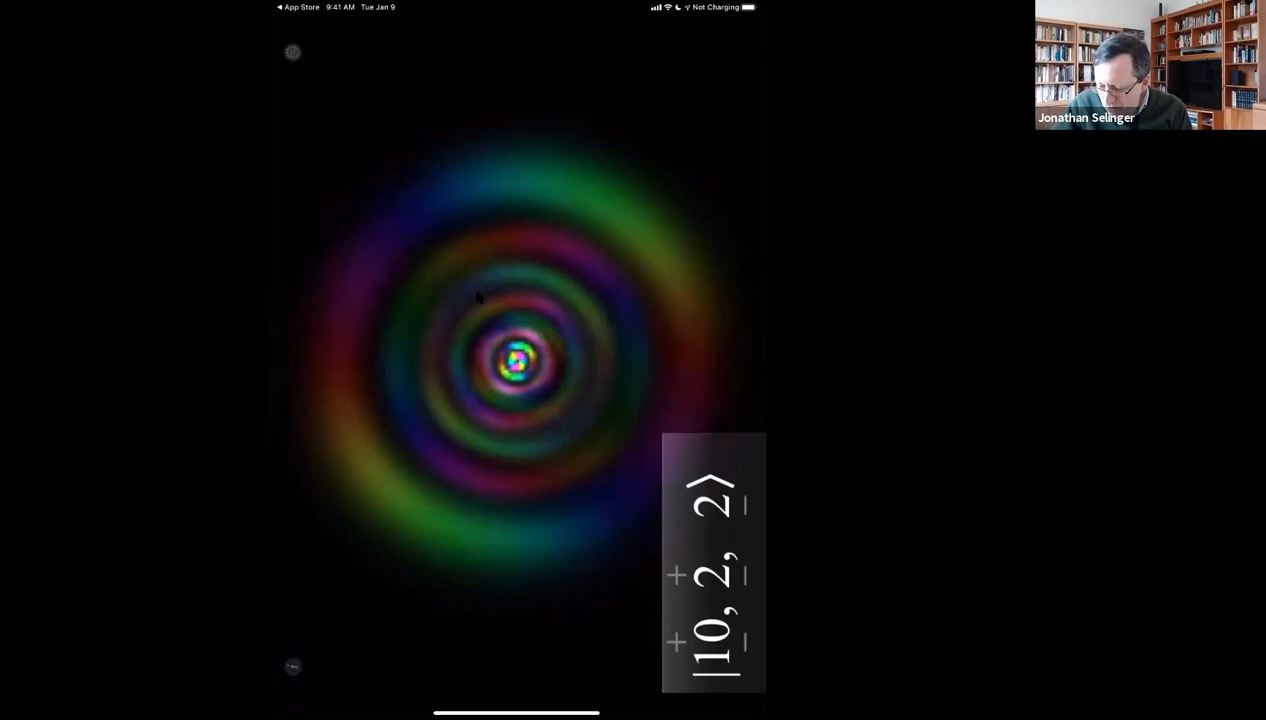 ◀ App Store 9:41 AM Tue Jan 9
Not Charging
Jonathan Selinger
+ +
|10, 2, 2⟩
− − −